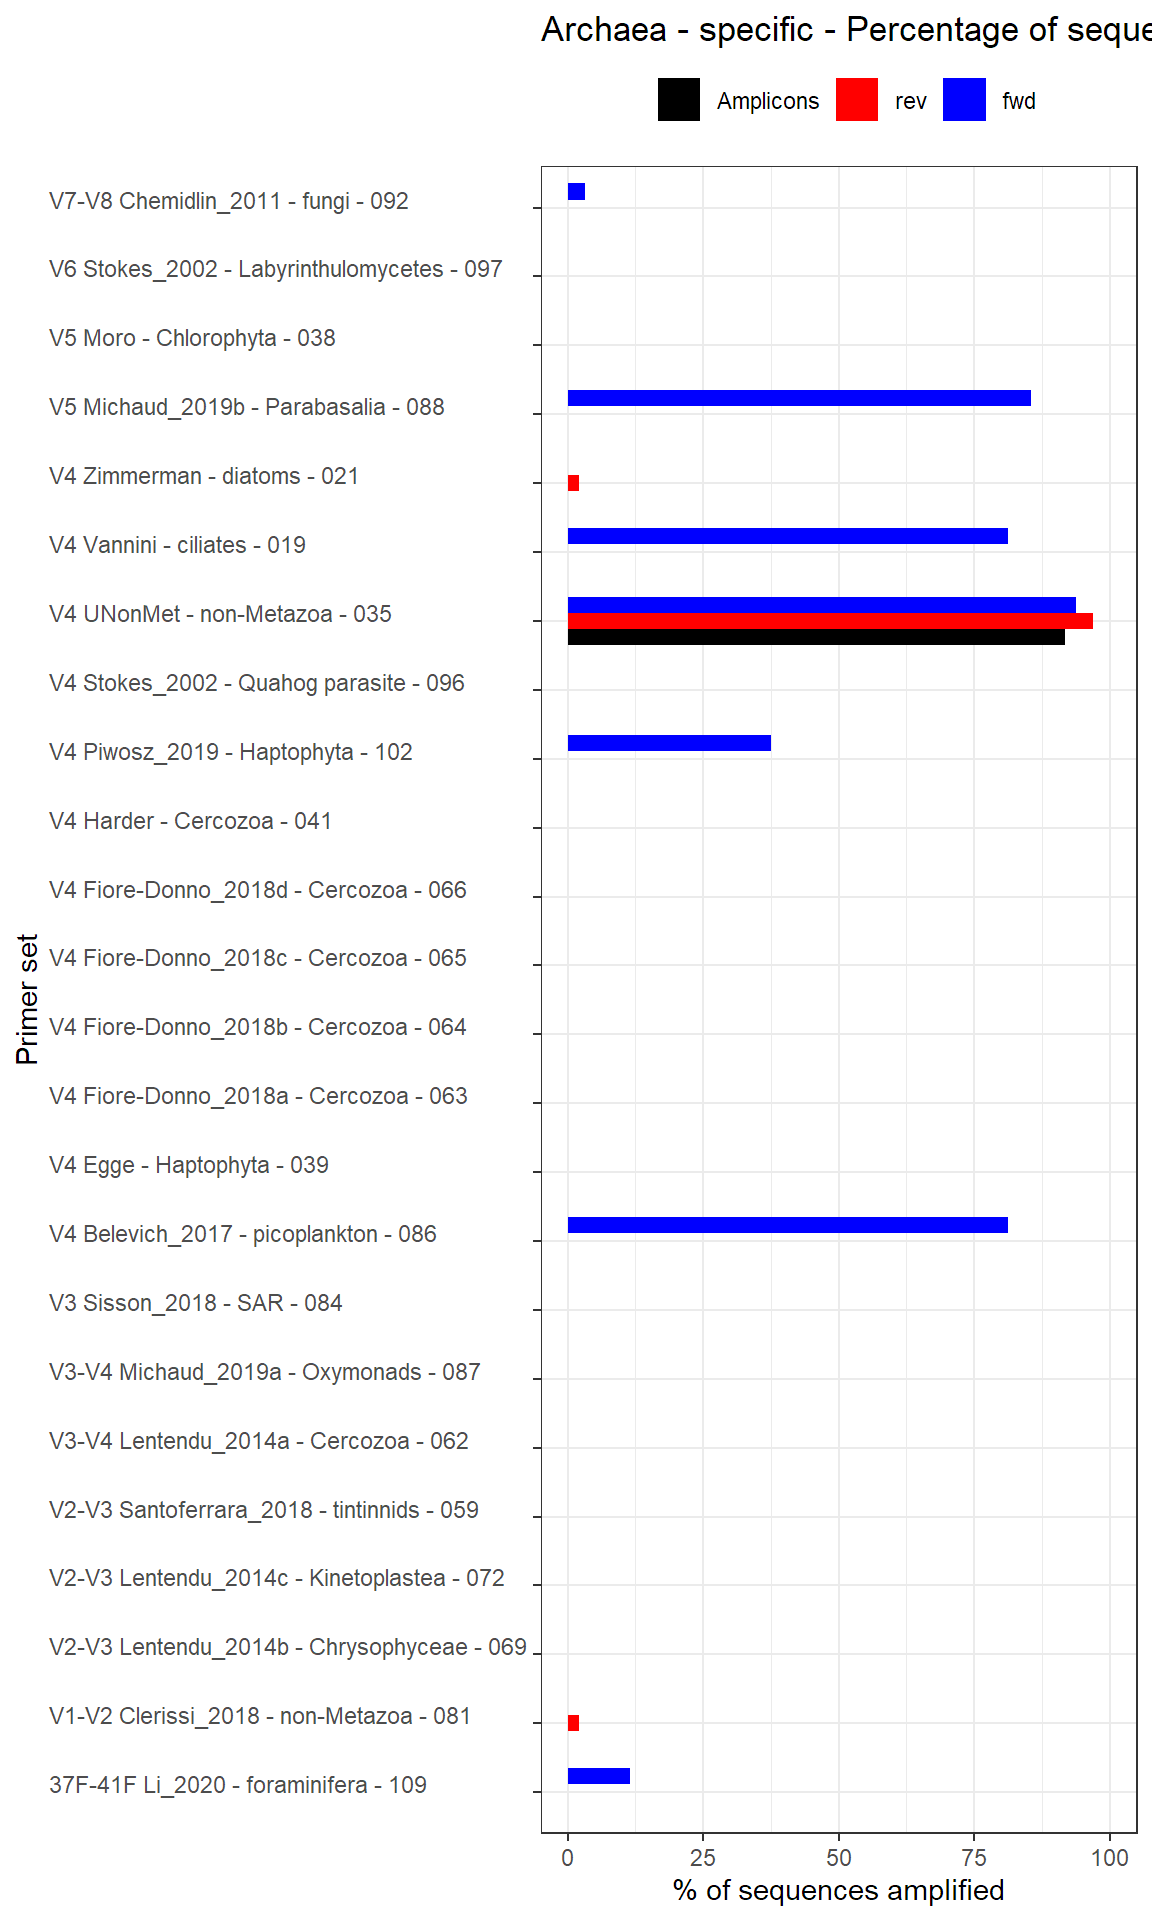 Archaea - specific - Percentage of seque
Amplicons rev fwd
V7-V8 Chemidlin_2011 - fungi - 092
V6 Stokes_2002 - Labyrinthulomycetes - 097
V5 Moro - Chlorophyta - 038
V5 Michaud_2019b - Parabasalia - 088
V4 Zimmerman - diatoms - 021
V4 Vannini - ciliates - 019
V4 UNonMet - non-Metazoa - 035
V4 Stokes_2002 - Quahog parasite - 096
V4 Piwosz_2019 - Haptophyta - 102
V4 Harder - Cercozoa - 041
V4 Fiore-Donno_2018d - Cercozoa - 066
V4 Fiore-Donno_2018c - Cercozoa - 065
V4 Fiore-Donno_2018b - Cercozoa - 064
V4 Fiore-Donno_2018a - Cercozoa - 063
V4 Egge - Haptophyta - 039
V4 Belevich_2017 - picoplankton - 086
V3 Sisson_2018 - SAR - 084
V3-V4 Michaud_2019a - Oxymonads - 087
V3-V4 Lentendu_2014a - Cercozoa - 062
V2-V3 Santoferrara_2018 - tintinnids - 059
V2-V3 Lentendu_2014c - Kinetoplastea - 072
V2-V3 Lentendu_2014b - Chrysophyceae - 069
V1-V2 Clerissi_2018 - non-Metazoa - 081
37F-41F Li_2020 - foraminifera - 109
Primer set
0 25 50 75 100
% of sequences amplified